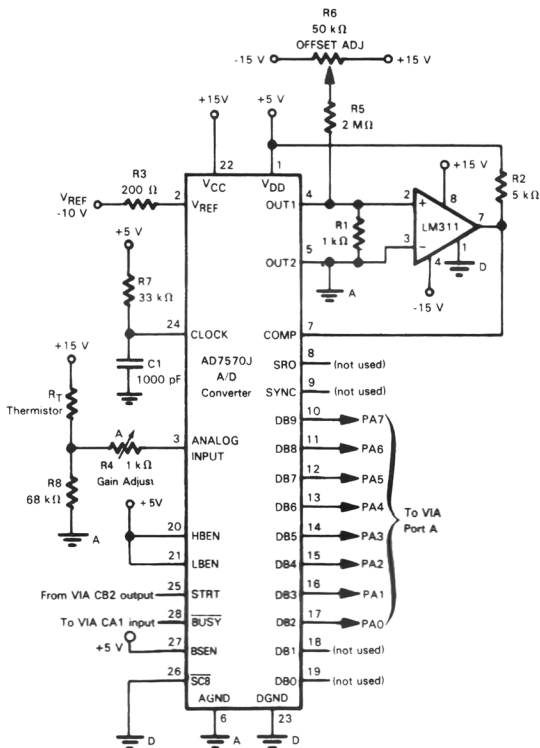 R6
50 kΩ
OFFSET ADJ
-15 V
+15 V
+15V
+5 V
R5
2 MΩ
22
1
R3
200 Ω
VCC
VDD
+15 V
R2
5 kΩ
VREF
-10 V
2
VREF
OUT1
4
2
+
8
R1
1 kΩ
LM311
7
+5 V
5
3
−
1
4
D
R7
33 kΩ
OUT2
A
-15 V
24
CLOCK
COMP
7
+15 V
C1
1000 pF
AD7570J
A/D
Converter
SRO
8
(not used)
SYNC
9
(not used)
RT
Thermistor
DB9
10
PA7
A
3
ANALOG
INPUT
DB8
11
PA6
R4
1 kΩ
Gain Adjust
DB7
12
PA5
R8
68 kΩ
DB6
13
PA4
To VIA
Port A
+ 5V
A
20
HBEN
DB5
14
PA3
21
LBEN
DB4
15
PA2
From VIA CB2 output
25
STRT
DB3
16
PA1
To VIA CA1 input
28
BUSY
DB2
17
PA0
+5 V
27
BSEN
DB1
18
(not used)
26
SC8
DB0
19
(not used)
AGND
DGND
6
23
D
A
D